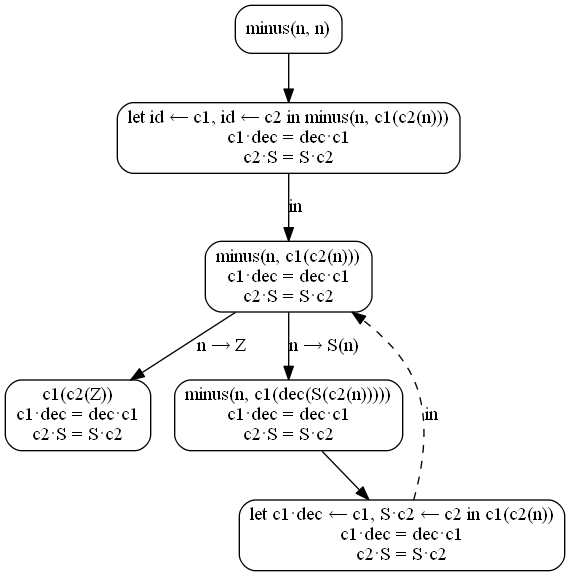 minus(n, n)
let id ← c1, id ← c2 in minus(n, c1(c2(n)))
c1·dec = dec·c1
c2·S = S·c2
in
minus(n, c1(c2(n)))
c1·dec = dec·c1
c2·S = S·c2
n → Z
n → S(n)
c1(c2(Z))
c1·dec = dec·c1
c2·S = S·c2
minus(n, c1(dec(S(c2(n)))))
c1·dec = dec·c1
c2·S = S·c2
in
let c1·dec ← c1, S·c2 ← c2 in c1(c2(n))
c1·dec = dec·c1
c2·S = S·c2